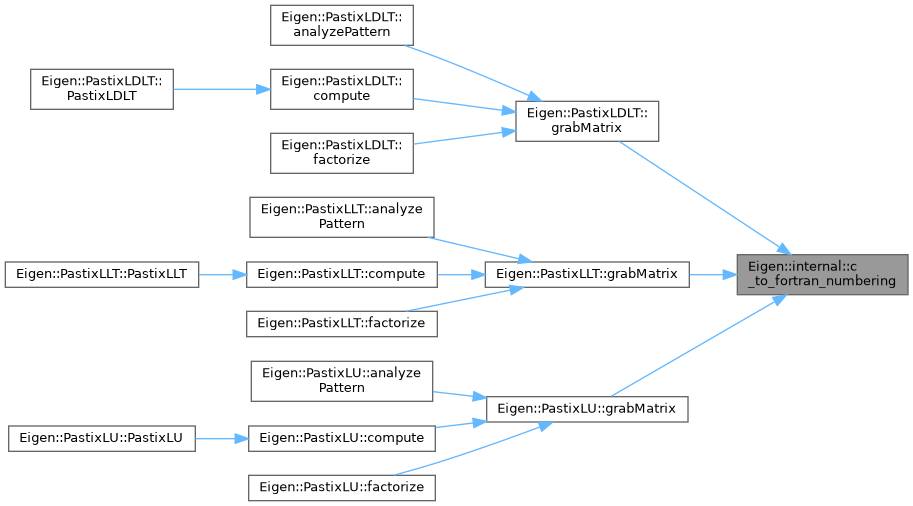 Eigen::PastixLDLT::
analyzePattern
Eigen::PastixLDLT::
PastixLDLT
Eigen::PastixLDLT::
compute
Eigen::PastixLDLT::
grabMatrix
Eigen::PastixLDLT::
factorize
Eigen::PastixLLT::analyze
Pattern
Eigen::PastixLLT::PastixLLT
Eigen::PastixLLT::compute
Eigen::PastixLLT::grabMatrix
Eigen::internal::c
_to_fortran_numbering
Eigen::PastixLLT::factorize
Eigen::PastixLU::analyze
Pattern
Eigen::PastixLU::grabMatrix
Eigen::PastixLU::PastixLU
Eigen::PastixLU::compute
Eigen::PastixLU::factorize